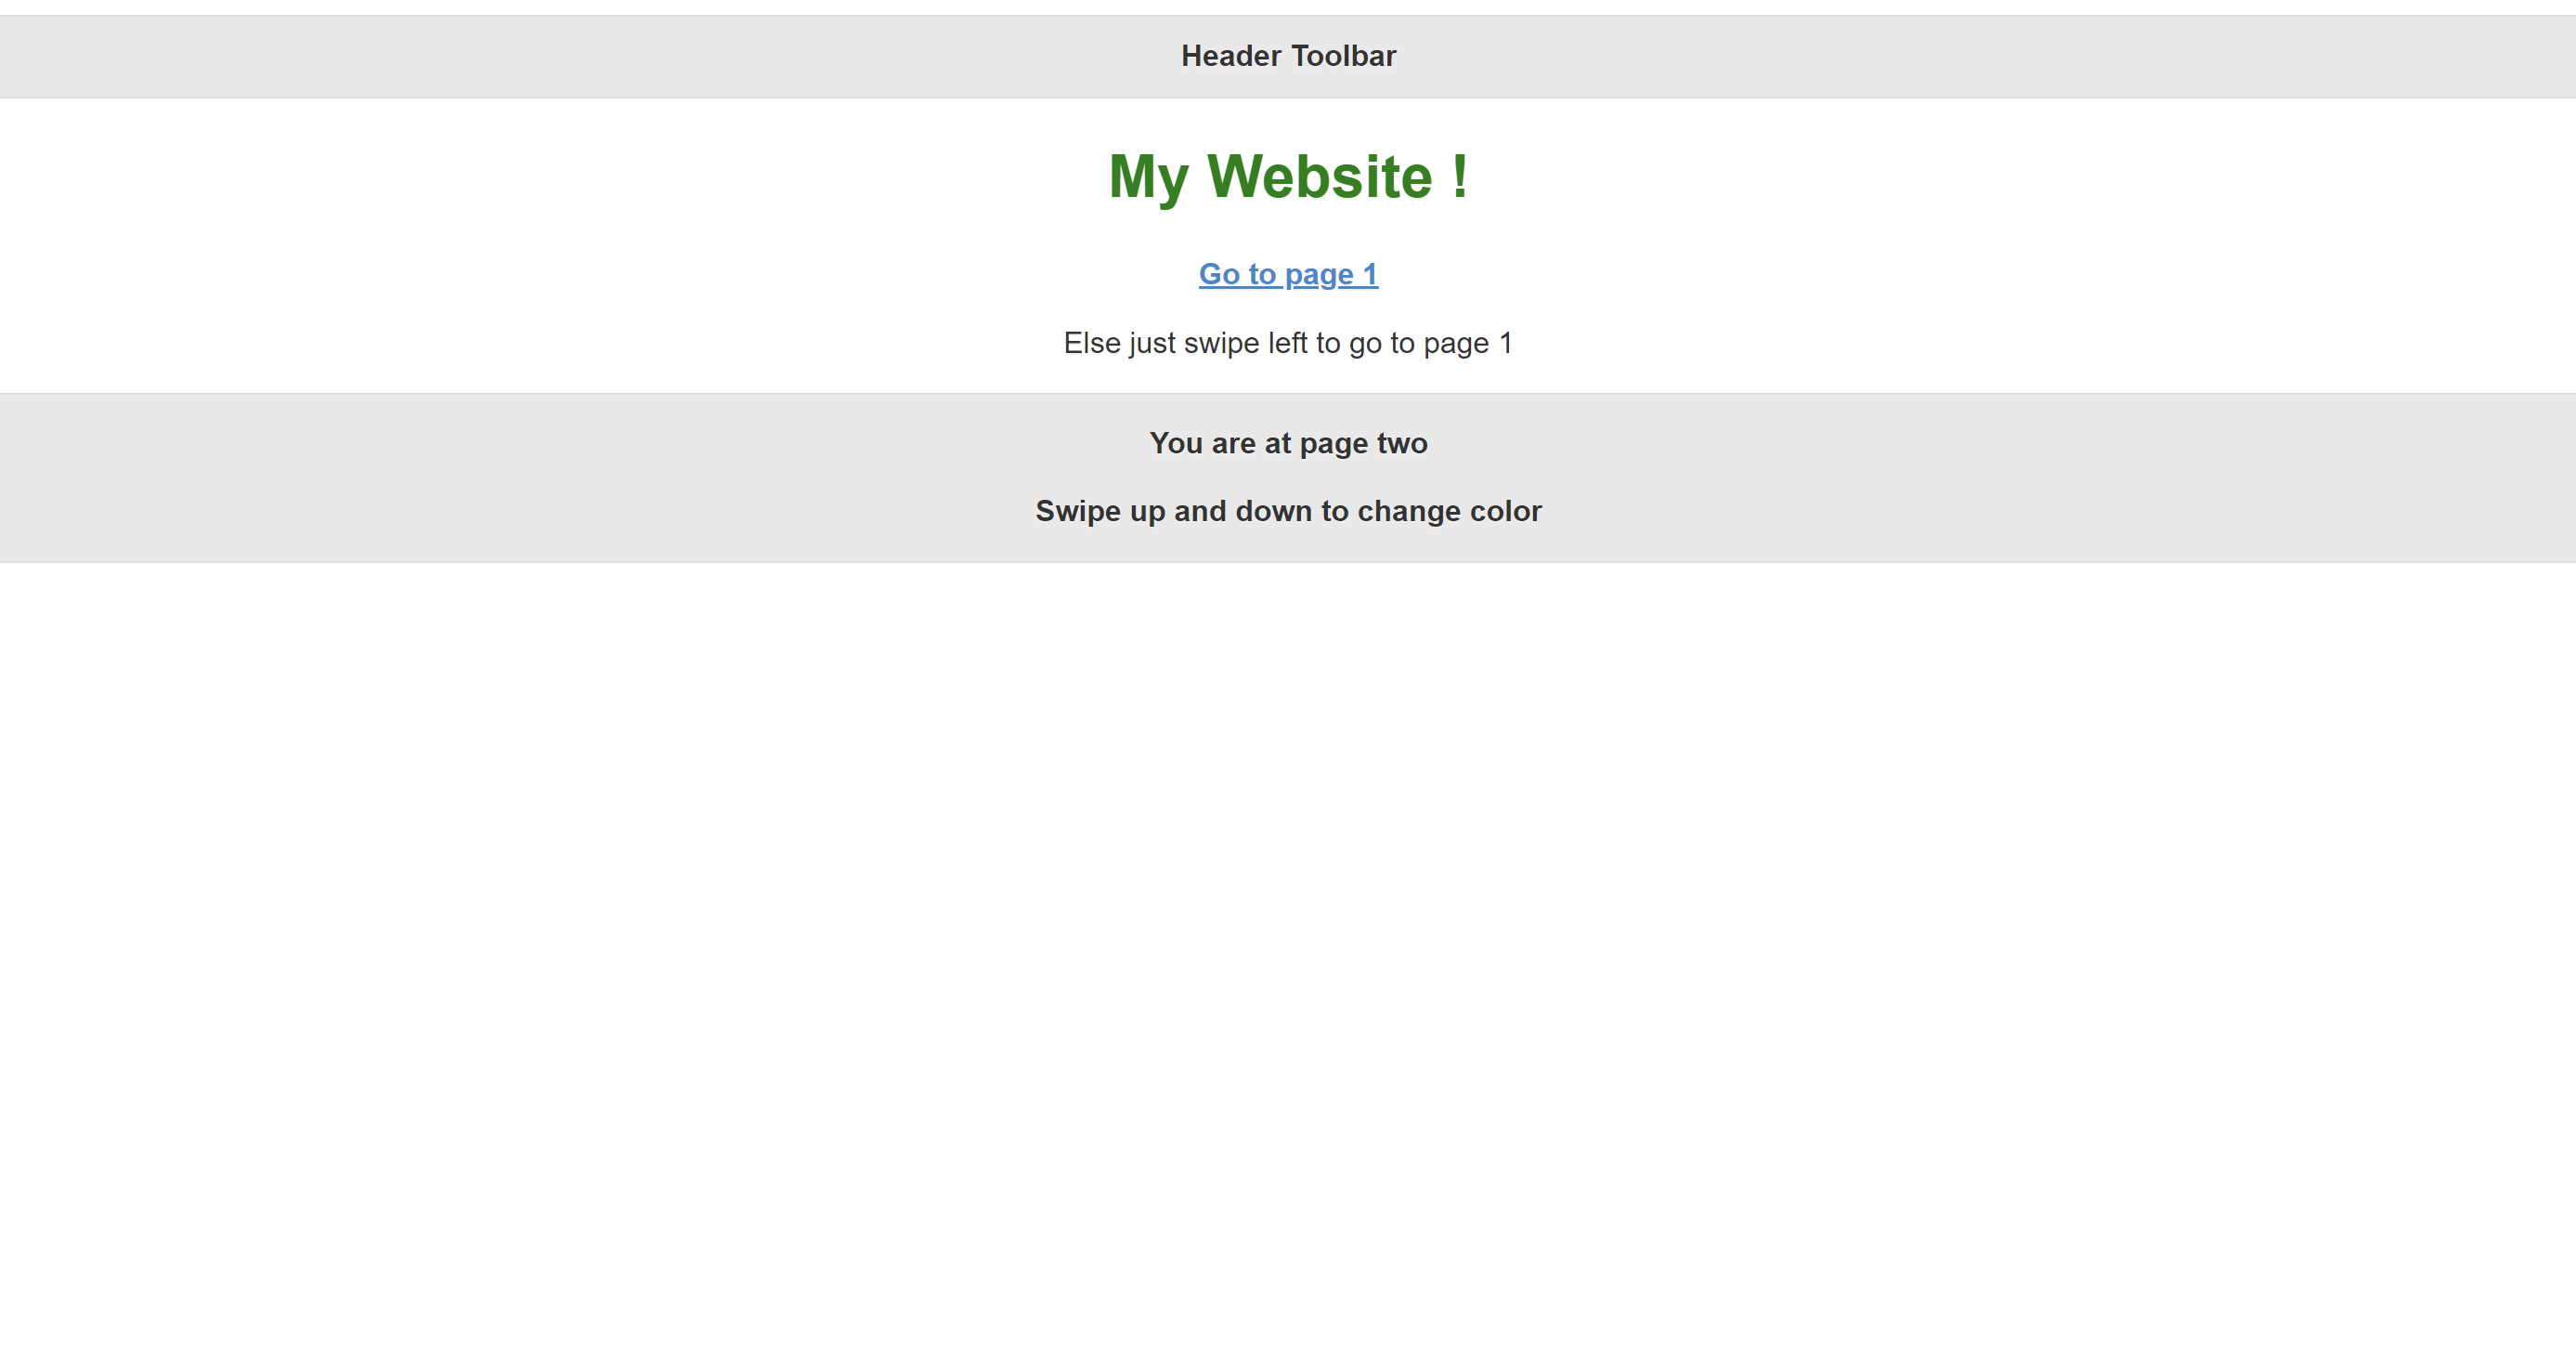 Header Toolbar
My Website !
Go to page 1
Else just swipe left to go to page 1
You are at page two
Swipe up and down to change color